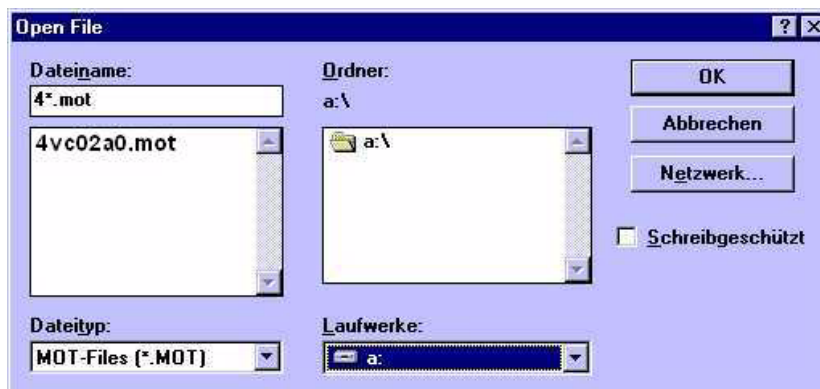 Open File
Dateiname:
4*.mot
4vc02a0.mot
Dateityp:
MOT-Files (*.MOT)
Ordner:
a:\
a:\
Laufwerke:
a:
OK
Abbrechen
Netzwerk...
Schreibgeschützt